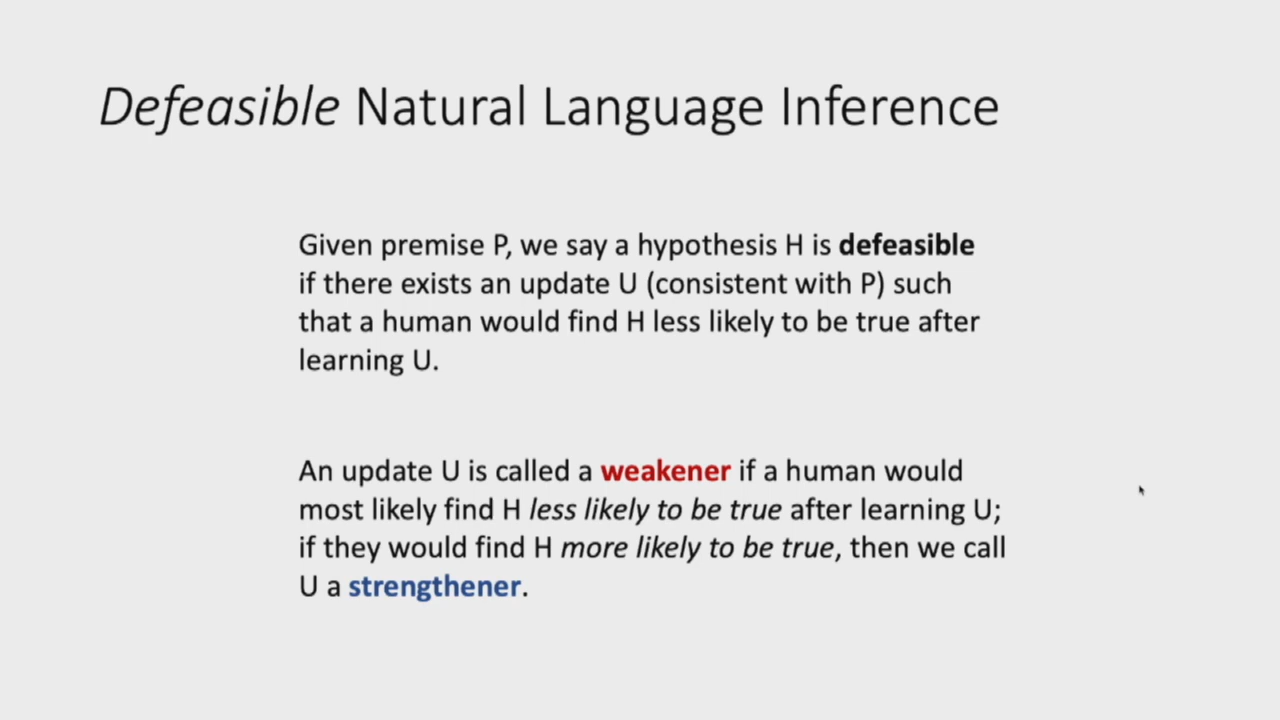 Defeasible Natural Language Inference
Given premise P, we say a hypothesis H is defeasible
if there exists an update U (consistent with P) such
that a human would find H less likely to be true after
learning U.
An update U is called a weakener if a human would
most likely find H less likely to be true after learning U;
if they would find H more likely to be true, then we call
U a strengthener.